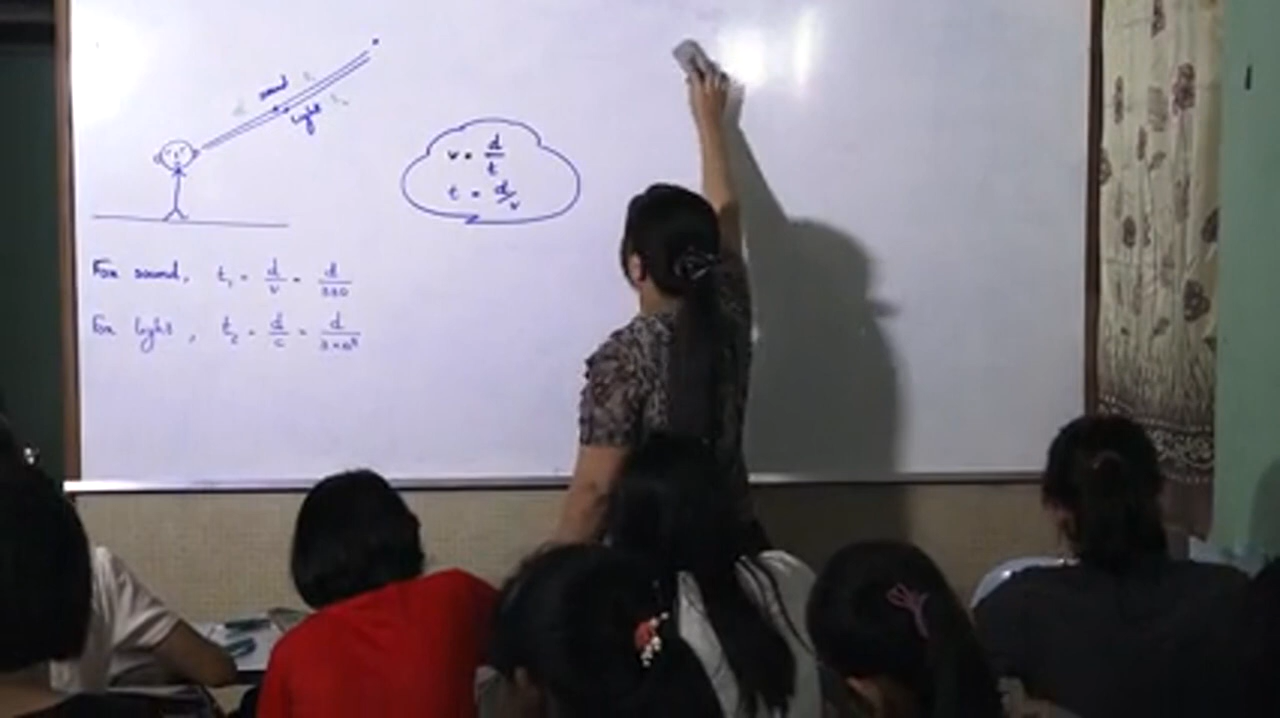 sound
light
v = d/t
t = d/v
For sound, t₁ = d/v = d/330
For light, t₂ = d/c = d/3×10⁸